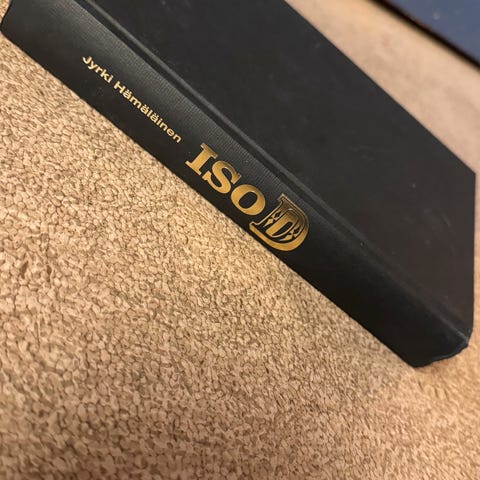 Jyrki Hämäläinen
ISO D